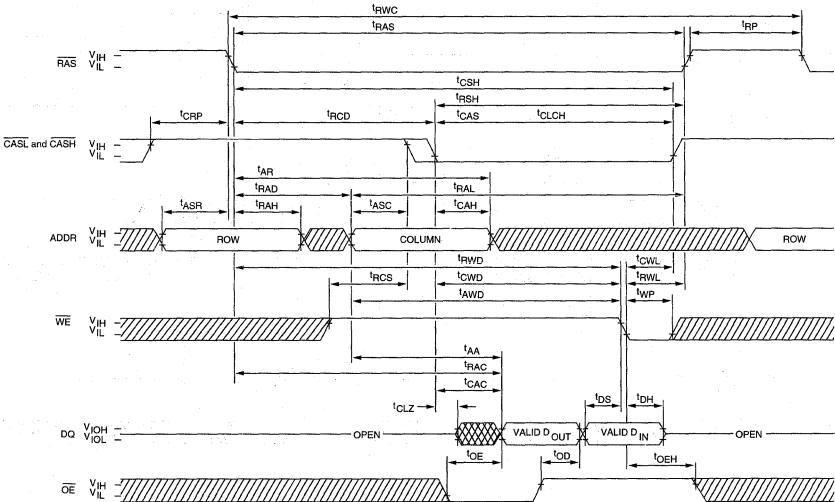 tRWC
tRAS
tRP
RAS VIH
VIL
tCSH
tRSH
tCRP tRCD tCAS tCLCH
CASL and CASH VIH
VIL
tAR
tRAD tRAL
tASR tRAH tASC tCAH
ADDR VIH
VIL
ROW COLUMN ROW
tRWD tCWL
tRCS tCWD tRWL
tAWD tWP
WE VIH
VIL
tAA
tRAC
tCAC
tCLZ tDS tDH
DQ VIOH
VIOL
OPEN VALID DOUT VALID DIN OPEN
tOE tOD tOEH
OE VIH
VIL